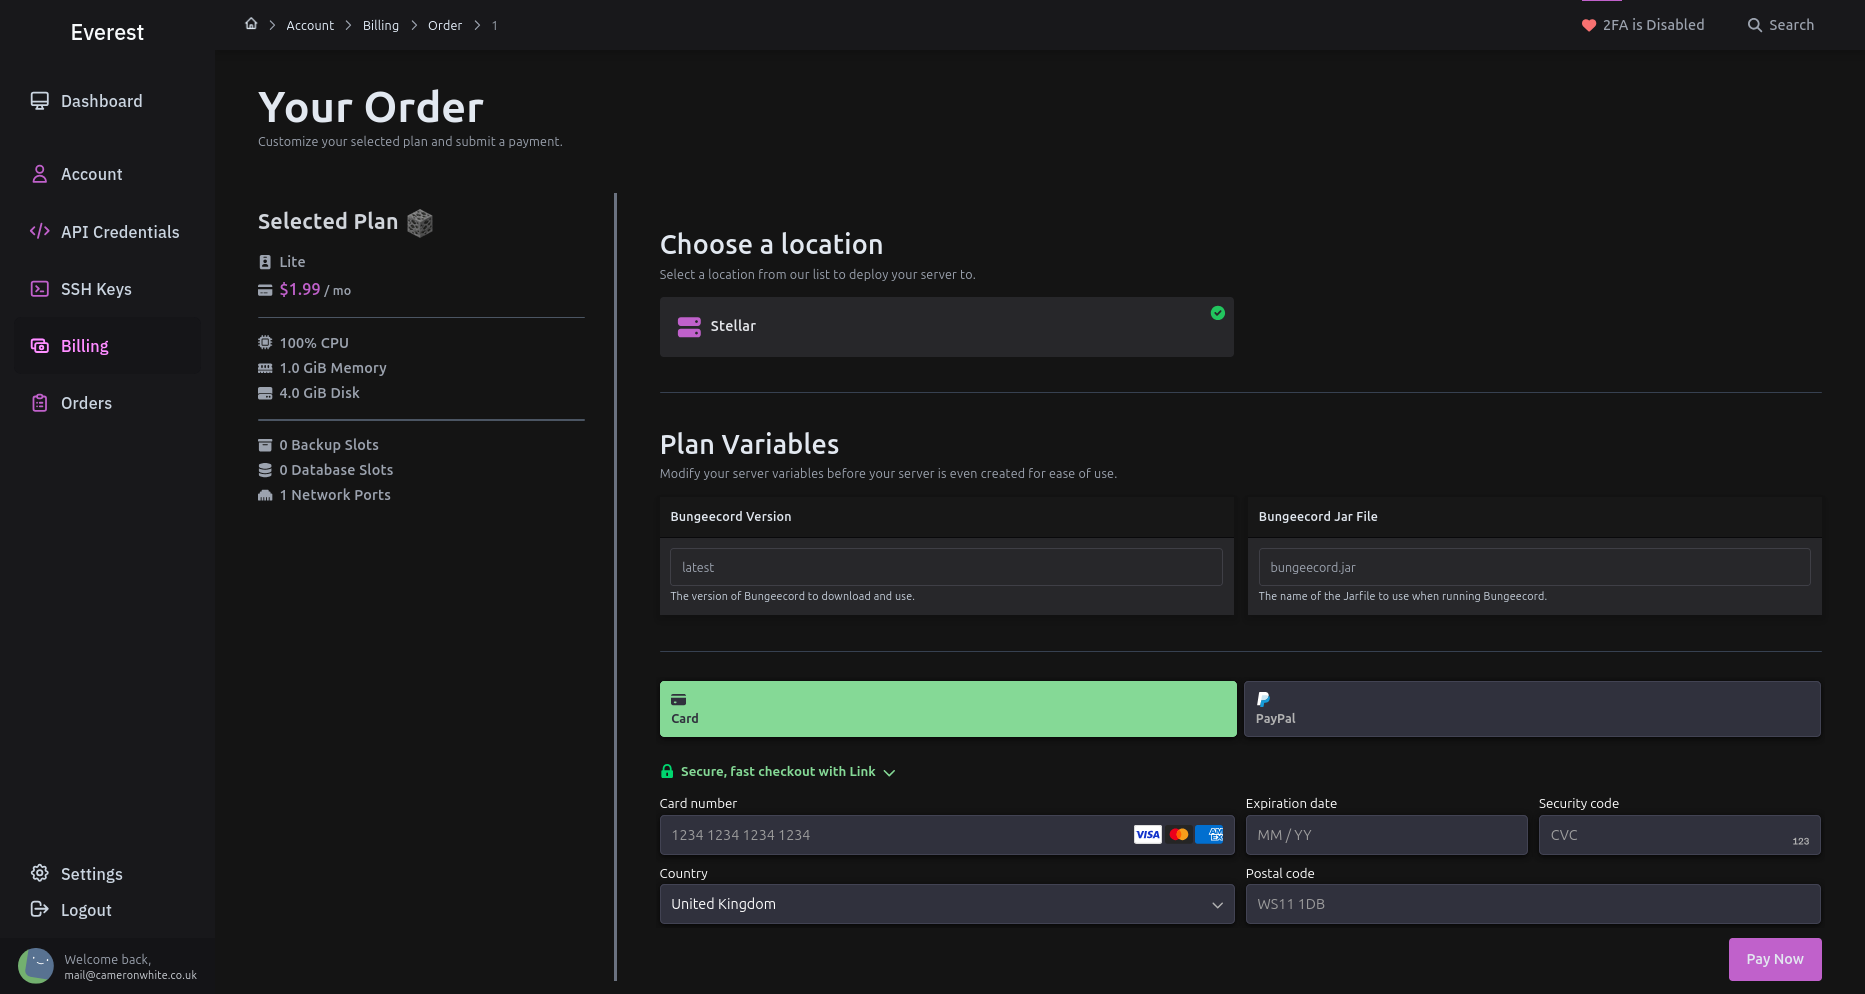 Everest
Account
Billing
Order
1
2FA is Disabled
Search
Dashboard
Account
API Credentials
SSH Keys
Billing
Orders
Settings
Logout
Welcome back,
mail@cameronwhite.co.uk
Your Order
Customize your selected plan and submit a payment.
Selected Plan
Lite
$1.99 / mo
100% CPU
1.0 GiB Memory
4.0 GiB Disk
0 Backup Slots
0 Database Slots
1 Network Ports
Choose a location
Select a location from our list to deploy your server to.
Stellar
Plan Variables
Modify your server variables before your server is even created for ease of use.
Bungeecord Version
latest
The version of Bungeecord to download and use.
Bungeecord Jar File
bungeecord.jar
The name of the Jarfile to use when running Bungeecord.
Card
PayPal
Secure, fast checkout with Link
Card number
1234 1234 1234 1234
VISA
AMEX
Expiration date
MM / YY
Security code
CVC
123
Country
United Kingdom
Postal code
WS11 1DB
Pay Now